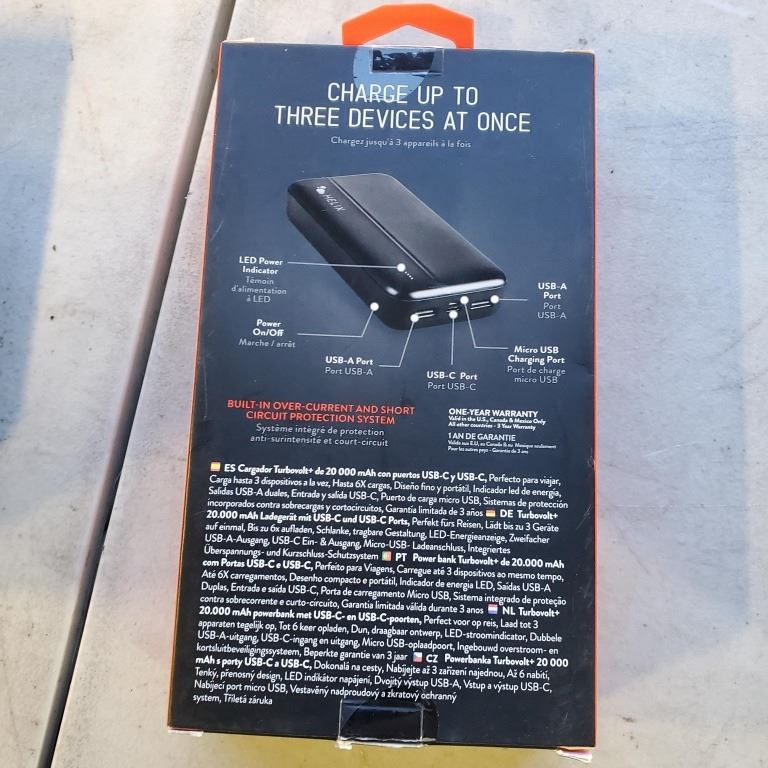 CHARGE UP TO
THREE DEVICES AT ONCE
Chargez jusqu'à 3 appareils à la fois
HELIX
LED Power
Indicator
Témoin
d'alimentation
à LED
USB-A
Port
Port
USB-A
Power
On/Off
Marche / arrêt
USB-A Port
Port USB-A
USB-C Port
Port USB-C
Micro USB
Charging Port
Port de charge
micro USB
BUILT-IN OVER-CURRENT AND SHORT
CIRCUIT PROTECTION SYSTEM
Système intégré de protection
anti-surintensité et court-circuit
ONE-YEAR WARRANTY
Valid in the U.S., Canada & Mexico Only
All other countries - 3 Year Warranty
1 AN DE GARANTIE
Valide aux É.U, au Canada & au Mexique seulement
Pour les autres pays - Garantie de 3 ans
ES Cargador Turbovolt+ de 20 000 mAh con puertos USB-C y USB-C, Perfecto para viajar,
Carga hasta 3 dispositivos a la vez, Hasta 6X cargas, Diseño fino y portátil, Indicador led de energía,
Salidas USB-A duales, Entrada y salida USB-C, Puerto de carga micro USB, Sistemas de protección
incorporados contra sobrecargas y cortocircuitos, Garantía limitada de 3 años DE Turbovolt+
20.000 mAh Ladegerät mit USB-C und USB-C Ports, Perfekt fürs Reisen, Lädt bis zu 3 Geräte
auf einmal, Bis zu 6x aufladen, Schlanke, tragbare Gestaltung, LED-Energieanzeige, Zweifacher
USB-A-Ausgang, USB-C Ein- & Ausgang, Micro-USB- Ladeanschluss, Integriertes
Überspannungs- und Kurzschluss-Schutzsystem PT Power bank Turbovolt+ de 20.000 mAh
com Portas USB-C e USB-C, Perfeito para Viagens, Carregue até 3 dispositivos ao mesmo tempo,
Até 6X carregamentos, Desenho compacto e portátil, Indicador de energia LED, Saídas USB-A
Duplas, Entrada e saída USB-C, Porta de carregamento Micro USB, Sistema integrado de proteção
contra sobrecorrente e curto-circuito, Garantia limitada válida durante 3 anos NL Turbovolt+
20.000 mAh powerbank met USB-C- en USB-C-poorten, Perfect voor op reis, Laad tot 3
apparaten tegelijk op, Tot 6 keer opladen, Dun, draagbaar ontwerp, LED-stroomindicator, Dubbele
USB-A-uitgang, USB-C-ingang en uitgang, Micro USB-oplaadpoort, Ingebouwd overstroom- en
kortsluitbeveiligingssysteem, Beperkte garantie van 3 jaar CZ Powerbanka Turbovolt+ 20 000
mAh s porty USB-C a USB-C, Dokonalá na cesty, Nabijejte až 3 zařízení najednou, Až 6 nabití,
Tenký, přenosný design, LED indikátor napájení, Dvojitý výstup USB-A, Vstup a výstup USB-C,
Nabíjecí port micro USB, Vestavěný nadproudový a zkratový ochranný
system, Tříletá záruka